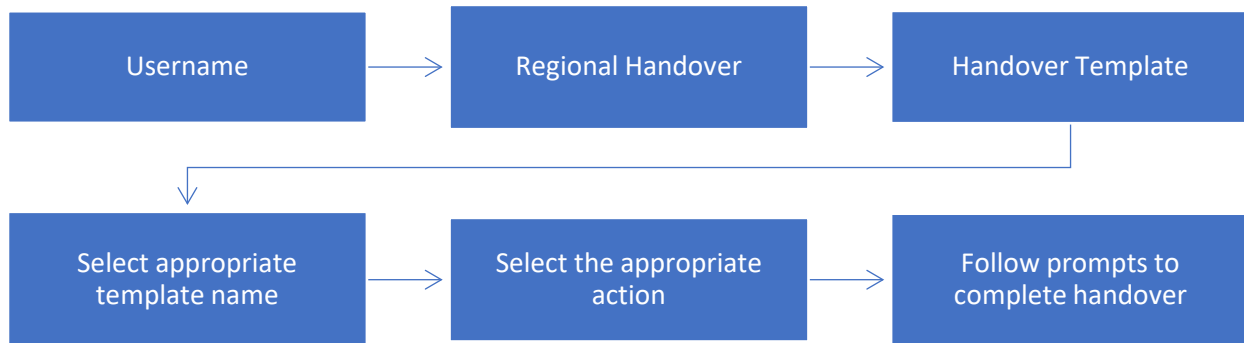 Username
Regional Handover
Handover Template
Select appropriate
template name
Select the appropriate
action
Follow prompts to
complete handover